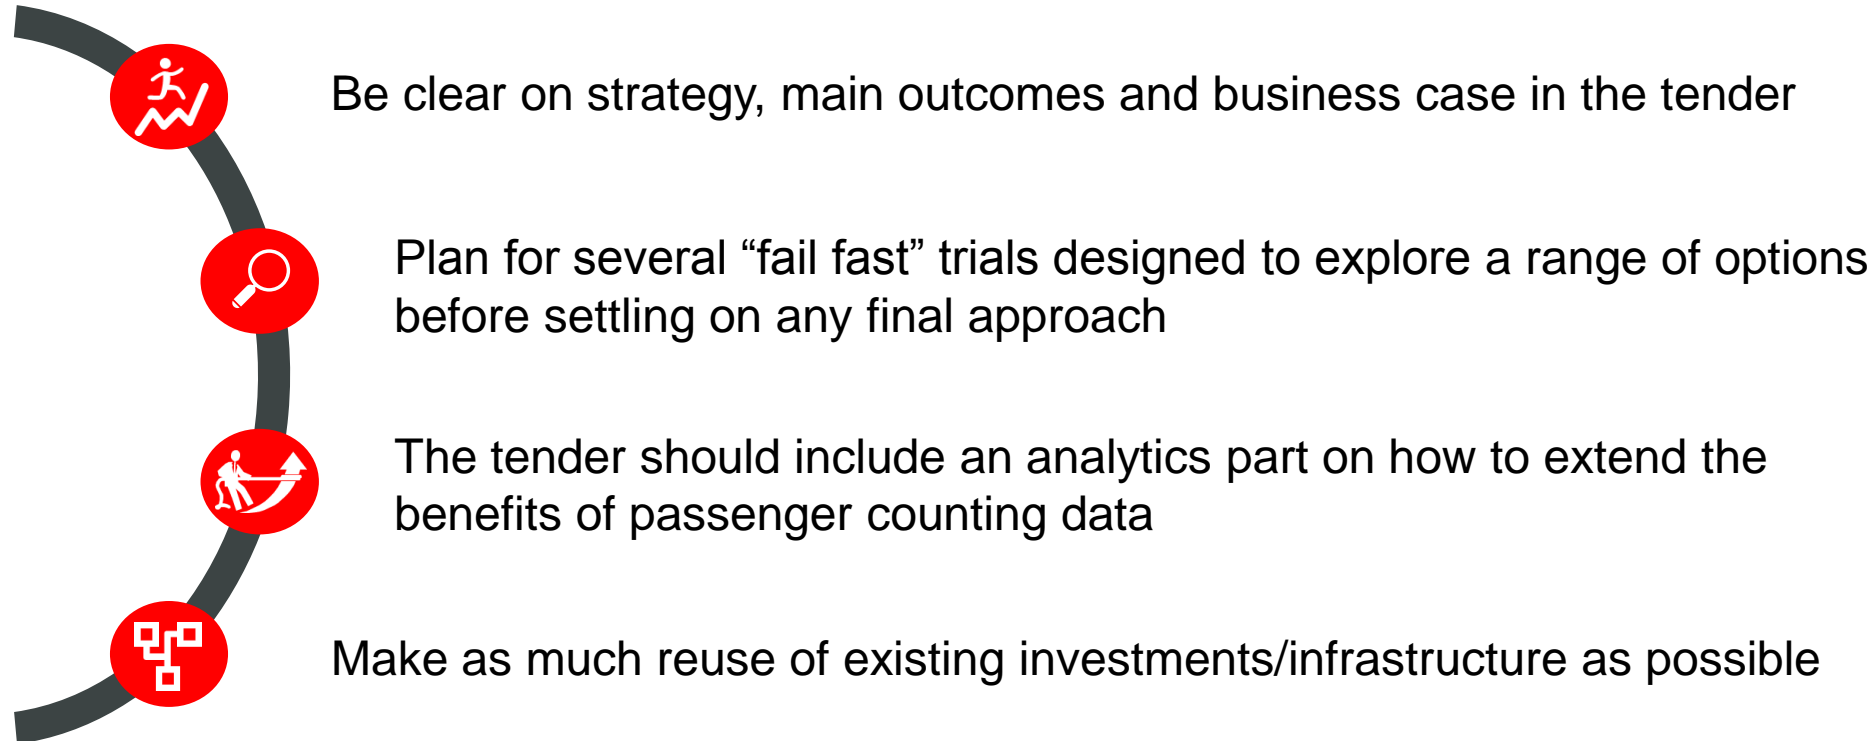 Be clear on strategy, main outcomes and business case in the tender
Plan for several “fail fast” trials designed to explore a range of options
before settling on any final approach
The tender should include an analytics part on how to extend the
benefits of passenger counting data
Make as much reuse of existing investments/infrastructure as possible